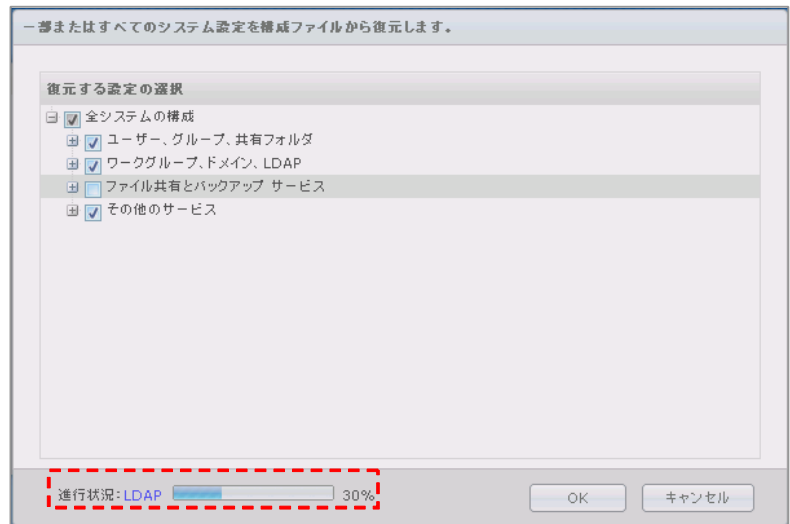 一部またはすべてのシステム設定を構成ファイルから復元します。
復元する設定の選択
全システムの構成
ユーザー、グループ、共有フォルダ
ワークグループ、ドメイン、LDAP
ファイル共有とバックアップ サービス
その他のサービス
進行状況:LDAP 30%
OK キャンセル